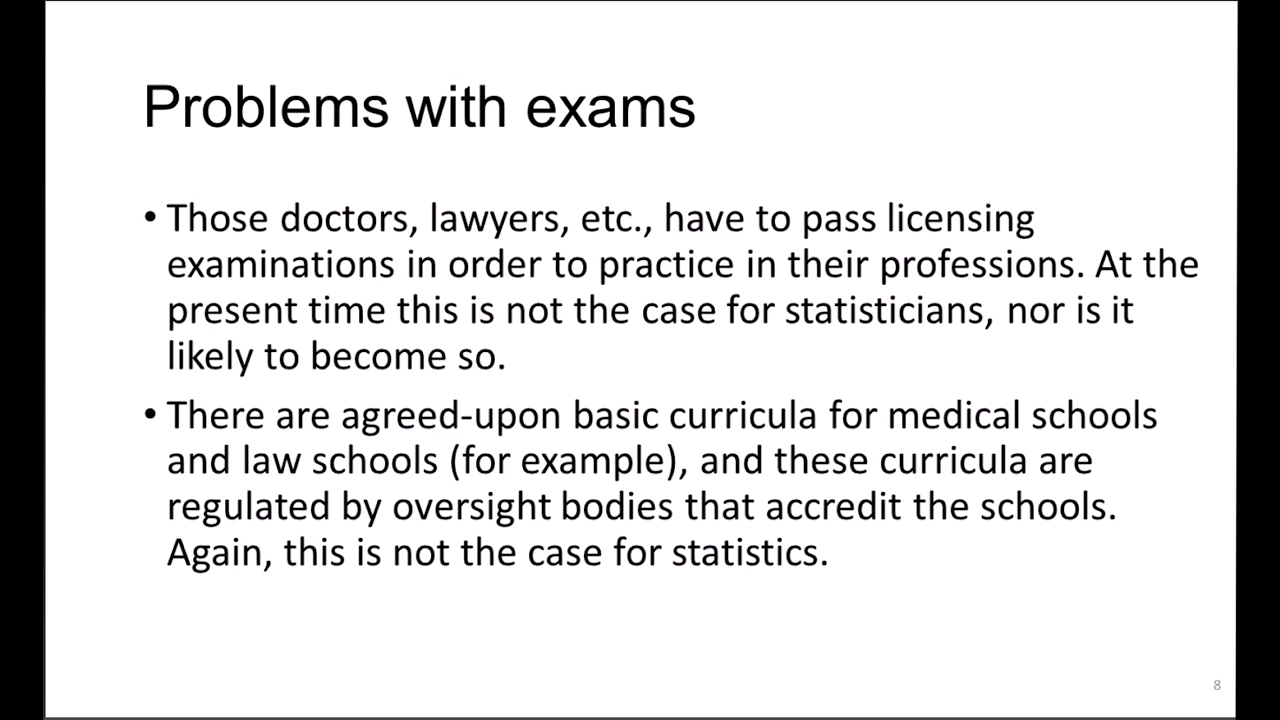 Problems with exams
• Those doctors, lawyers, etc., have to pass licensing
examinations in order to practice in their professions. At the
present time this is not the case for statisticians, nor is it
likely to become so.
• There are agreed-upon basic curricula for medical schools
and law schools (for example), and these curricula are
regulated by oversight bodies that accredit the schools.
Again, this is not the case for statistics.
8